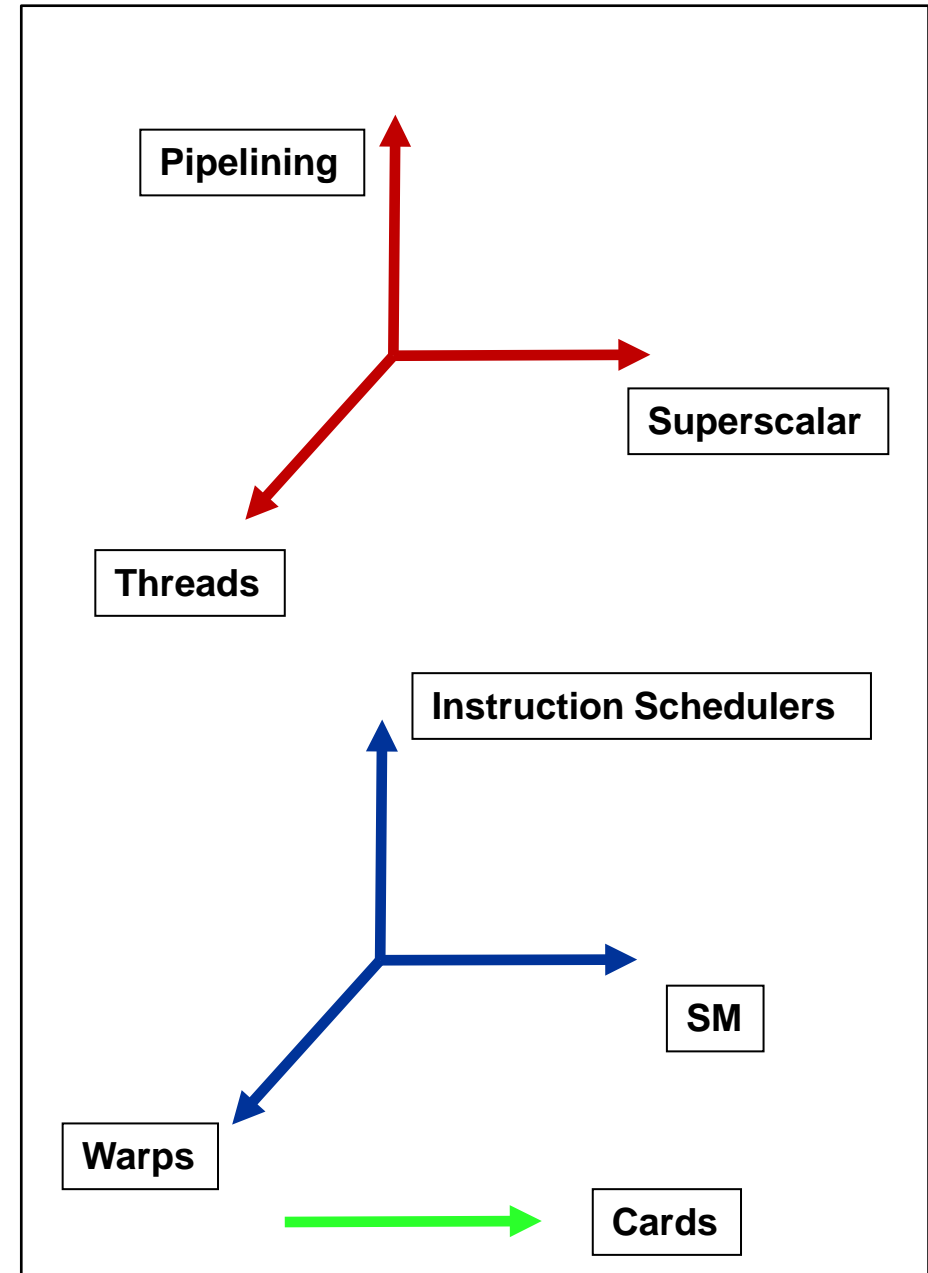 Pipelining
Superscalar
Threads
Instruction Schedulers
SM
Warps
Cards